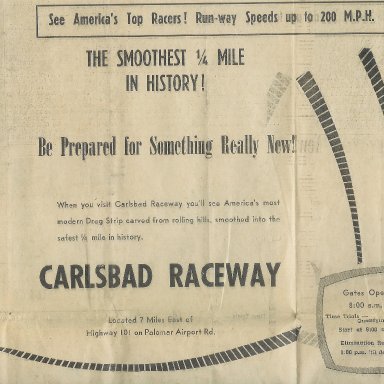 See America's Top Racers! Run-way Speeds up to 200 M.P.H.
THE SMOOTHEST ¼ MILE
IN HISTORY!
Be Prepared for Something Really New!
When you visit Carlsbad Raceway you'll see America's most
modern Drag Strip carved from rolling hills, smoothed into the
safest ¼ mile in history.
CARLSBAD RACEWAY
Located 7 Miles East of
Highway 101 on Palomar Airport Rd.
Gates Ope
8:00 a.m.
Time Trials
Start at 9:00
Elimination
1:00 p.m.